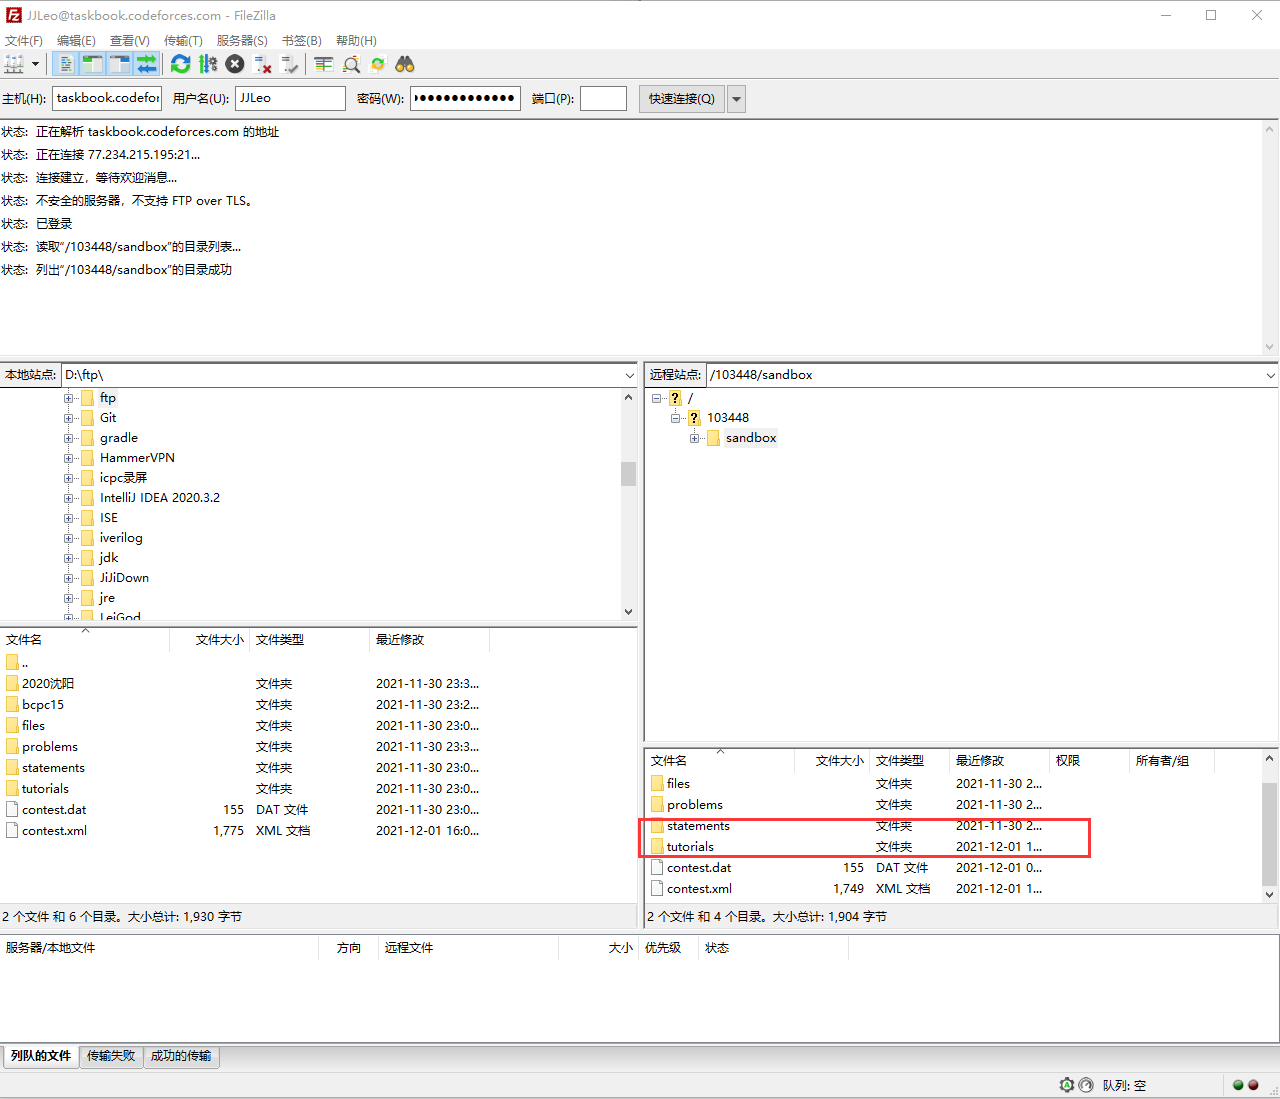 JJLeo@taskbook.codeforces.com - FileZilla
文件(F) 编辑(E) 查看(V) 传输(T) 服务器(S) 书签(B) 帮助(H)
主机(H): taskbook.codefor 用户名(U): JJLeo 密码(W): ●●●●●●●●●●●●● 端口(P): 快速连接(Q)
状态: 正在解析 taskbook.codeforces.com 的地址
状态: 正在连接 77.234.215.195:21...
状态: 连接建立，等待欢迎消息...
状态: 不安全的服务器，不支持 FTP over TLS。
状态: 已登录
状态: 读取“/103448/sandbox”的目录列表...
状态: 列出“/103448/sandbox”的目录成功
本地站点: D:\ftp\
ftp
Git
gradle
HammerVPN
icpc录屏
IntelliJ IDEA 2020.3.2
ISE
iverilog
jdk
JiJiDown
jre
LeiGod
文件名 文件大小 文件类型 最近修改
..
2020沈阳 文件夹 2021-11-30 23:3...
bcpc15 文件夹 2021-11-30 23:2...
files 文件夹 2021-11-30 23:0...
problems 文件夹 2021-11-30 23:3...
statements 文件夹 2021-11-30 23:0...
tutorials 文件夹 2021-11-30 23:0...
contest.dat 155 DAT 文件 2021-11-30 23:0...
contest.xml 1,775 XML 文档 2021-12-01 16:0...
2 个文件 和 6 个目录。大小总计: 1,930 字节
远程站点: /103448/sandbox
/
103448
sandbox
文件名 文件大小 文件类型 最近修改 权限 所有者/组
files 文件夹 2021-11-30 2...
problems 文件夹 2021-11-30 2...
statements 文件夹 2021-11-30 2...
tutorials 文件夹 2021-12-01 1...
contest.dat 155 DAT 文件 2021-12-01 0...
contest.xml 1,749 XML 文档 2021-12-01 1...
2 个文件 和 4 个目录。大小总计: 1,904 字节
服务器/本地文件 方向 远程文件 大小 优先级 状态
列队的文件 传输失败 成功的传输
队列: 空